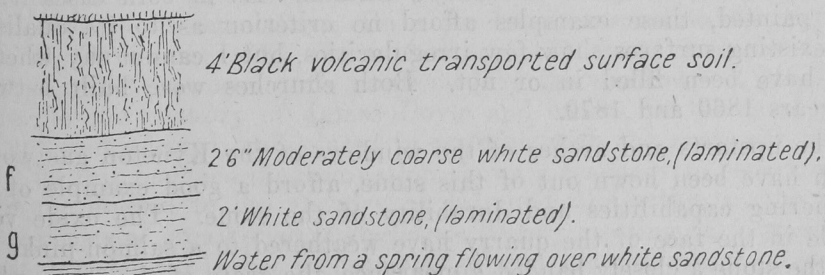 4' Black volcanic transported surface soil.
f
2'6" Moderately coarse white sandstone, (laminated).
2' White sandstone, (laminated)
g
Water from a spring flowing over white sandstone.